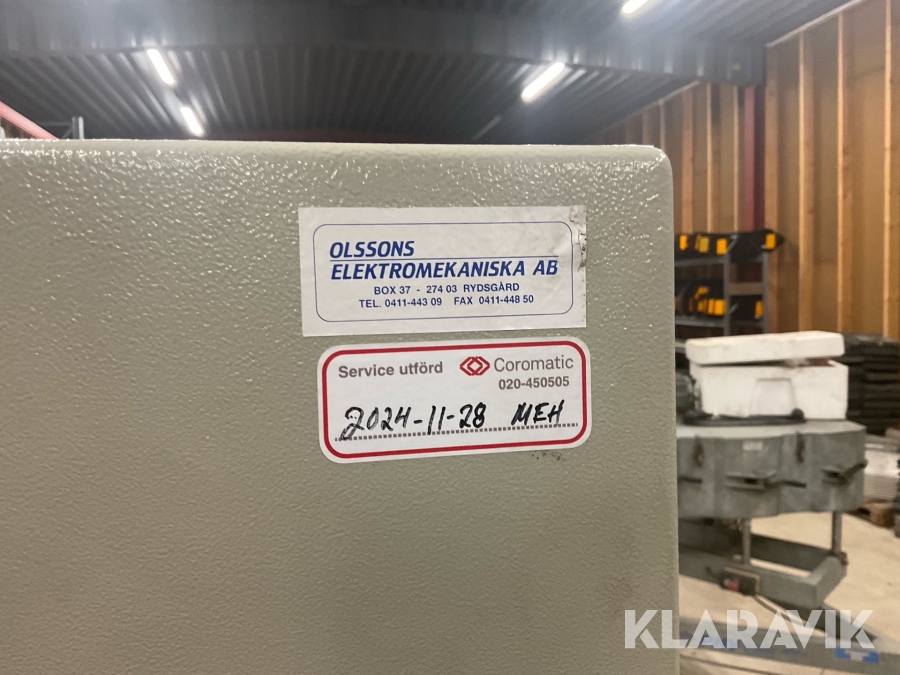 OLSSONS
ELEKTROMEKANISKA AB
BOX 37 - 274 03 RYDSGÅRD
TEL. 0411-443 09 FAX 0411-448 50
Service utförd Coromatic
020-450505
2024-11-28 MEH
KLARAVIK